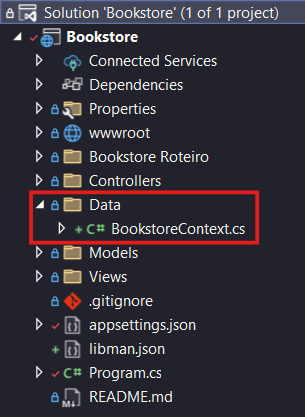 Solution 'Bookstore' (1 of 1 project)
Bookstore
Connected Services
Dependencies
Properties
wwwroot
Bookstore Roteiro
Controllers
Data
C# BookstoreContext.cs
Models
Views
.gitignore
appsettings.json
libman.json
C# Program.cs
README.md